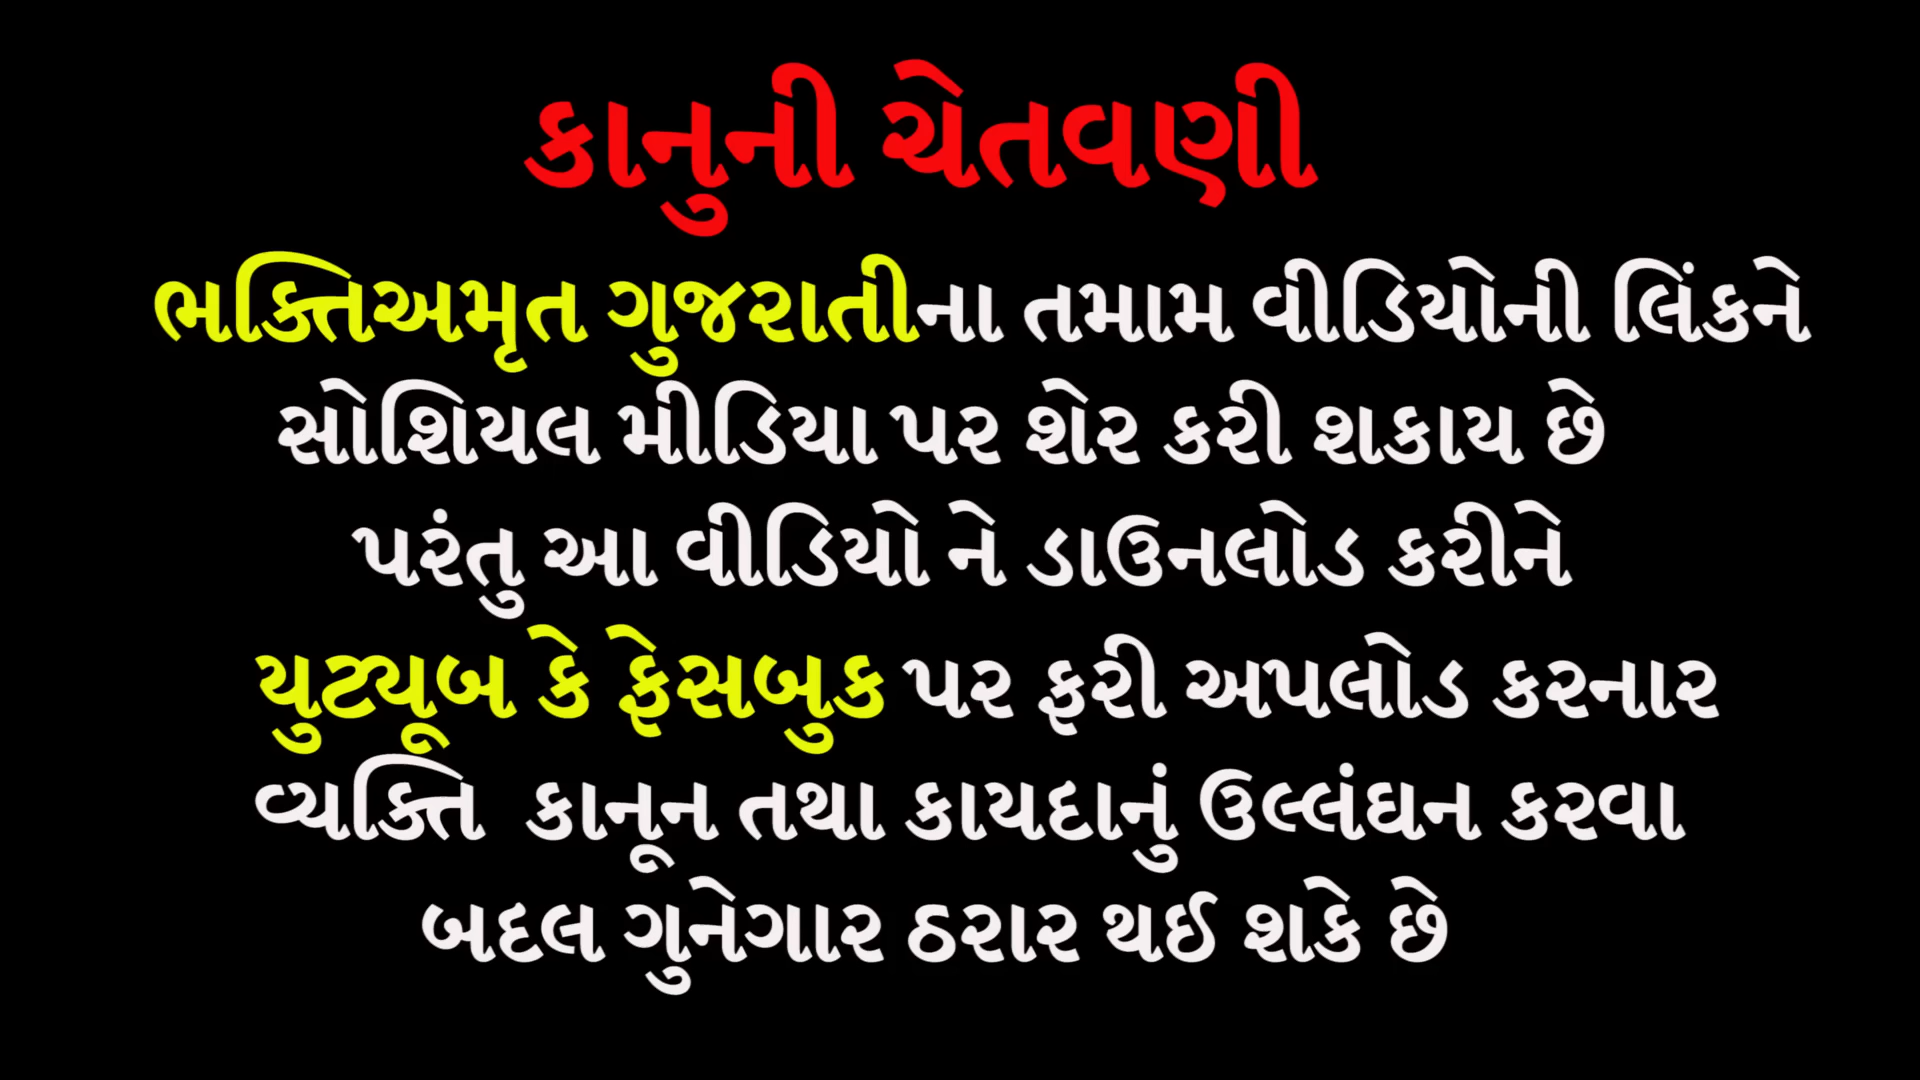 કાનુની ચેતવણી
ભક્તિઅમૃત ગુજરાતીના તમામ વીડિયોની લિંકને
સોશિયલ મીડિયા પર શેર કરી શકાય છે
પરંતુ આ વીડિયો ને ડાઉનલોડ કરીને
યુટ્યૂબ કે ફેસબુક પર ફરી અપલોડ કરનાર
વ્યક્તિ કાનૂન તથા કાયદાનું ઉલ્લંઘન કરવા
બદલ ગુનેગાર ઠરાર થઈ શકે છે